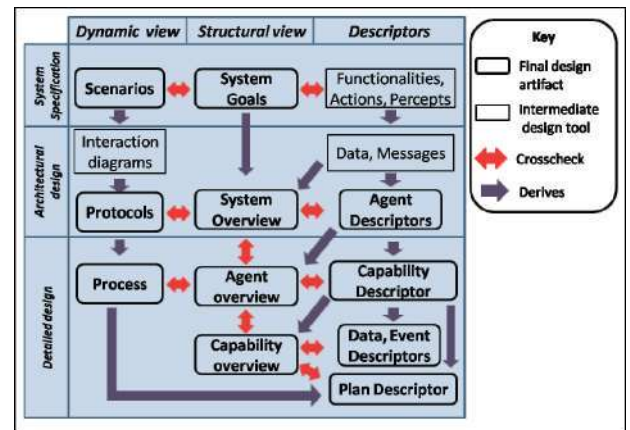 Dynamic view Structural view Descriptors
Key
System
Specification
Scenarios
System
Goals
Functionalities,
Actions, Percepts
Final design
artifact
Intermediate
design tool
Crosscheck
Derives
Architectural
design
Interaction
diagrams
Data, Messages
Protocols
System
Overview
Agent
Descriptors
Detailed design
Process
Agent
overview
Capability
Descriptor
Capability
overview
Data, Event
Descriptors
Plan Descriptor